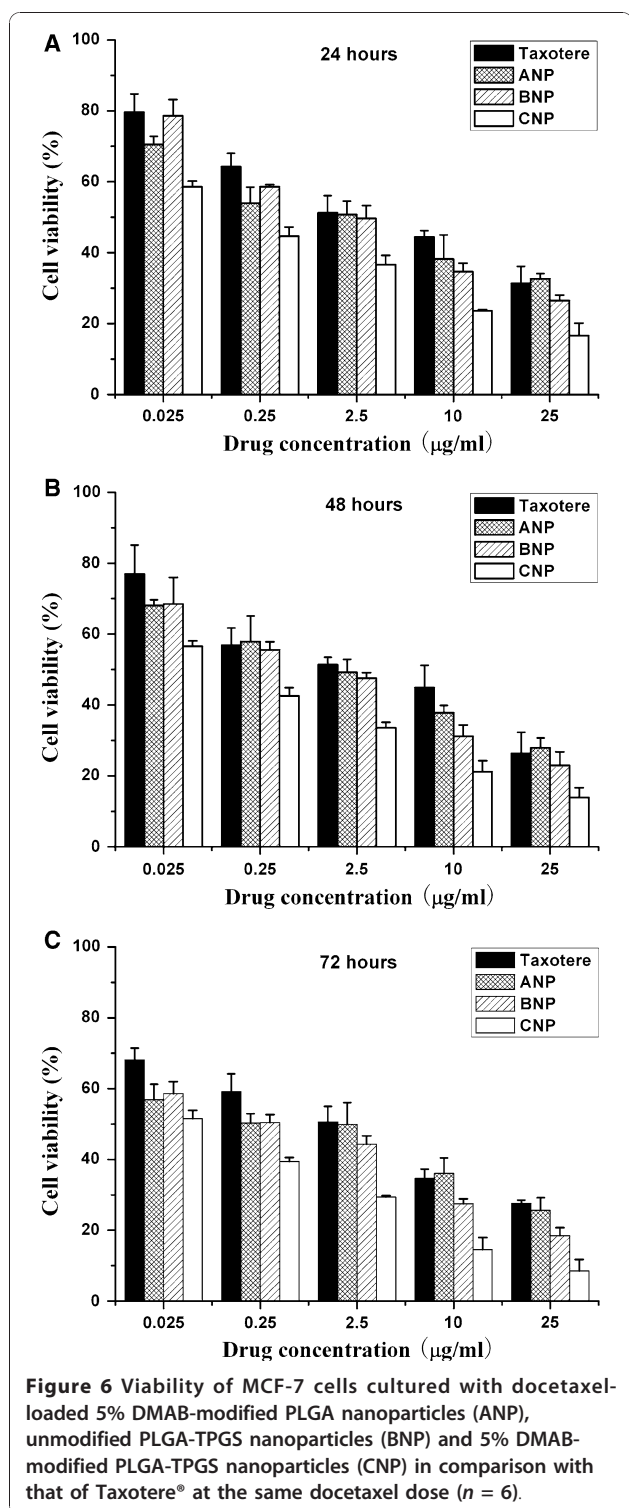 A
24 hours
Taxotere
ANP
BNP
CNP
100
80
60
40
20
0
Cell viability (%)
0.025 0.25 2.5 10 25
Drug concentration (μg/ml)
B
48 hours
Taxotere
ANP
BNP
CNP
100
80
60
40
20
0
Cell viability (%)
0.025 0.25 2.5 10 25
Drug concentration (μg/ml)
C
72 hours
Taxotere
ANP
BNP
CNP
100
80
60
40
20
0
Cell viability (%)
0.025 0.25 2.5 10 25
Drug concentration (μg/ml)
Figure 6 Viability of MCF-7 cells cultured with docetaxel-
loaded 5% DMAB-modified PLGA nanoparticles (ANP),
unmodified PLGA-TPGS nanoparticles (BNP) and 5% DMAB-
modified PLGA-TPGS nanoparticles (CNP) in comparison with
that of Taxotere® at the same docetaxel dose (n = 6).